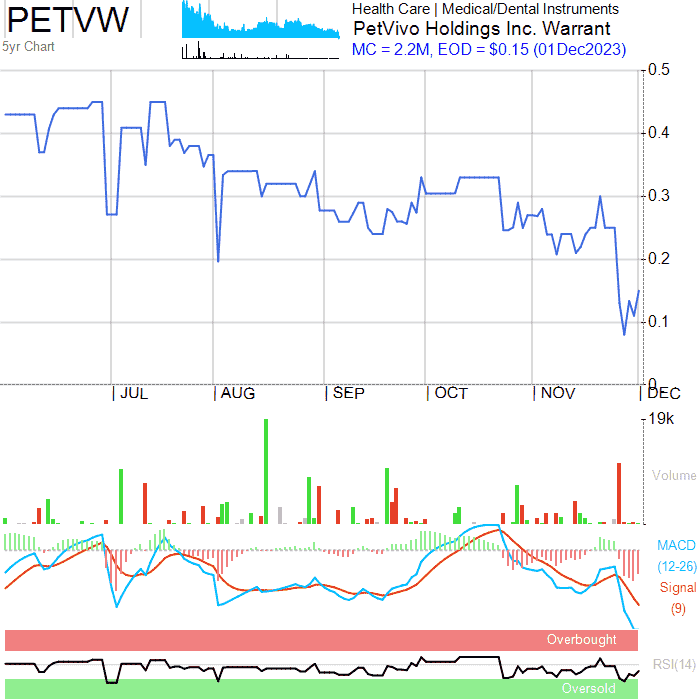 PETVW
5yr Chart
Health Care | Medical/Dental Instruments
PetVivo Holdings Inc. Warrant
MC = 2.2M, EOD = $0.15 (01Dec2023)
0.5
0.4
0.3
0.2
0.1
0
JUL AUG SEP OCT NOV DEC
19k
Volume
MACD
(12-26)
Signal
(9)
Overbought
RSI(14)
Oversold